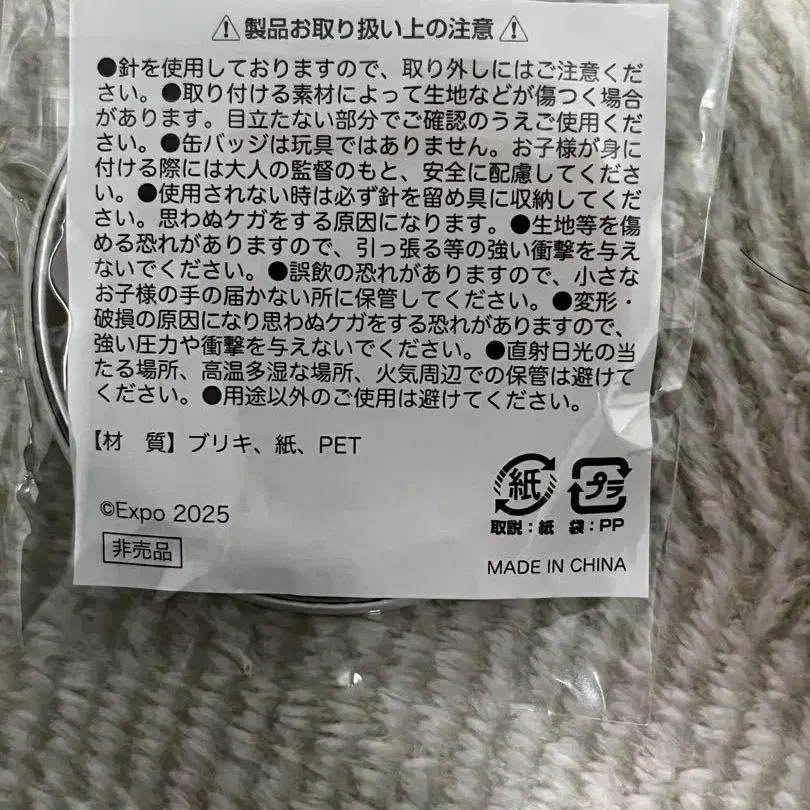 ⚠製品お取り扱い上の注意⚠
●針を使用しておりますので、取り外しにはご注意くだ
さい。●取り付ける素材によって生地などが傷つく場合
があります。目立たない部分でご確認のうえご使用くだ
さい。●缶バッジは玩具ではありません。お子様が身に
付ける際には大人の監督のもと、安全に配慮してくださ
い。●使用されない時は必ず針を留め具に収納してくだ
さい。思わぬケガをする原因になります。●生地等を傷
める恐れがありますので、引っ張る等の強い衝撃を与え
ないでください。●誤飲の恐れがありますので、小さな
お子様の手の届かない所に保管してください。●変形・
破損の原因になり思わぬケガをする恐れがありますので、
強い圧力や衝撃を与えないでください。●直射日光の当
たる場所、高温多湿な場所、火気周辺での保管は避けて
ください。●用途以外のご使用は避けてください。
【材　質】ブリキ、紙、PET
紙 プラ
取説：紙 袋：PP
©Expo 2025
非売品
MADE IN CHINA